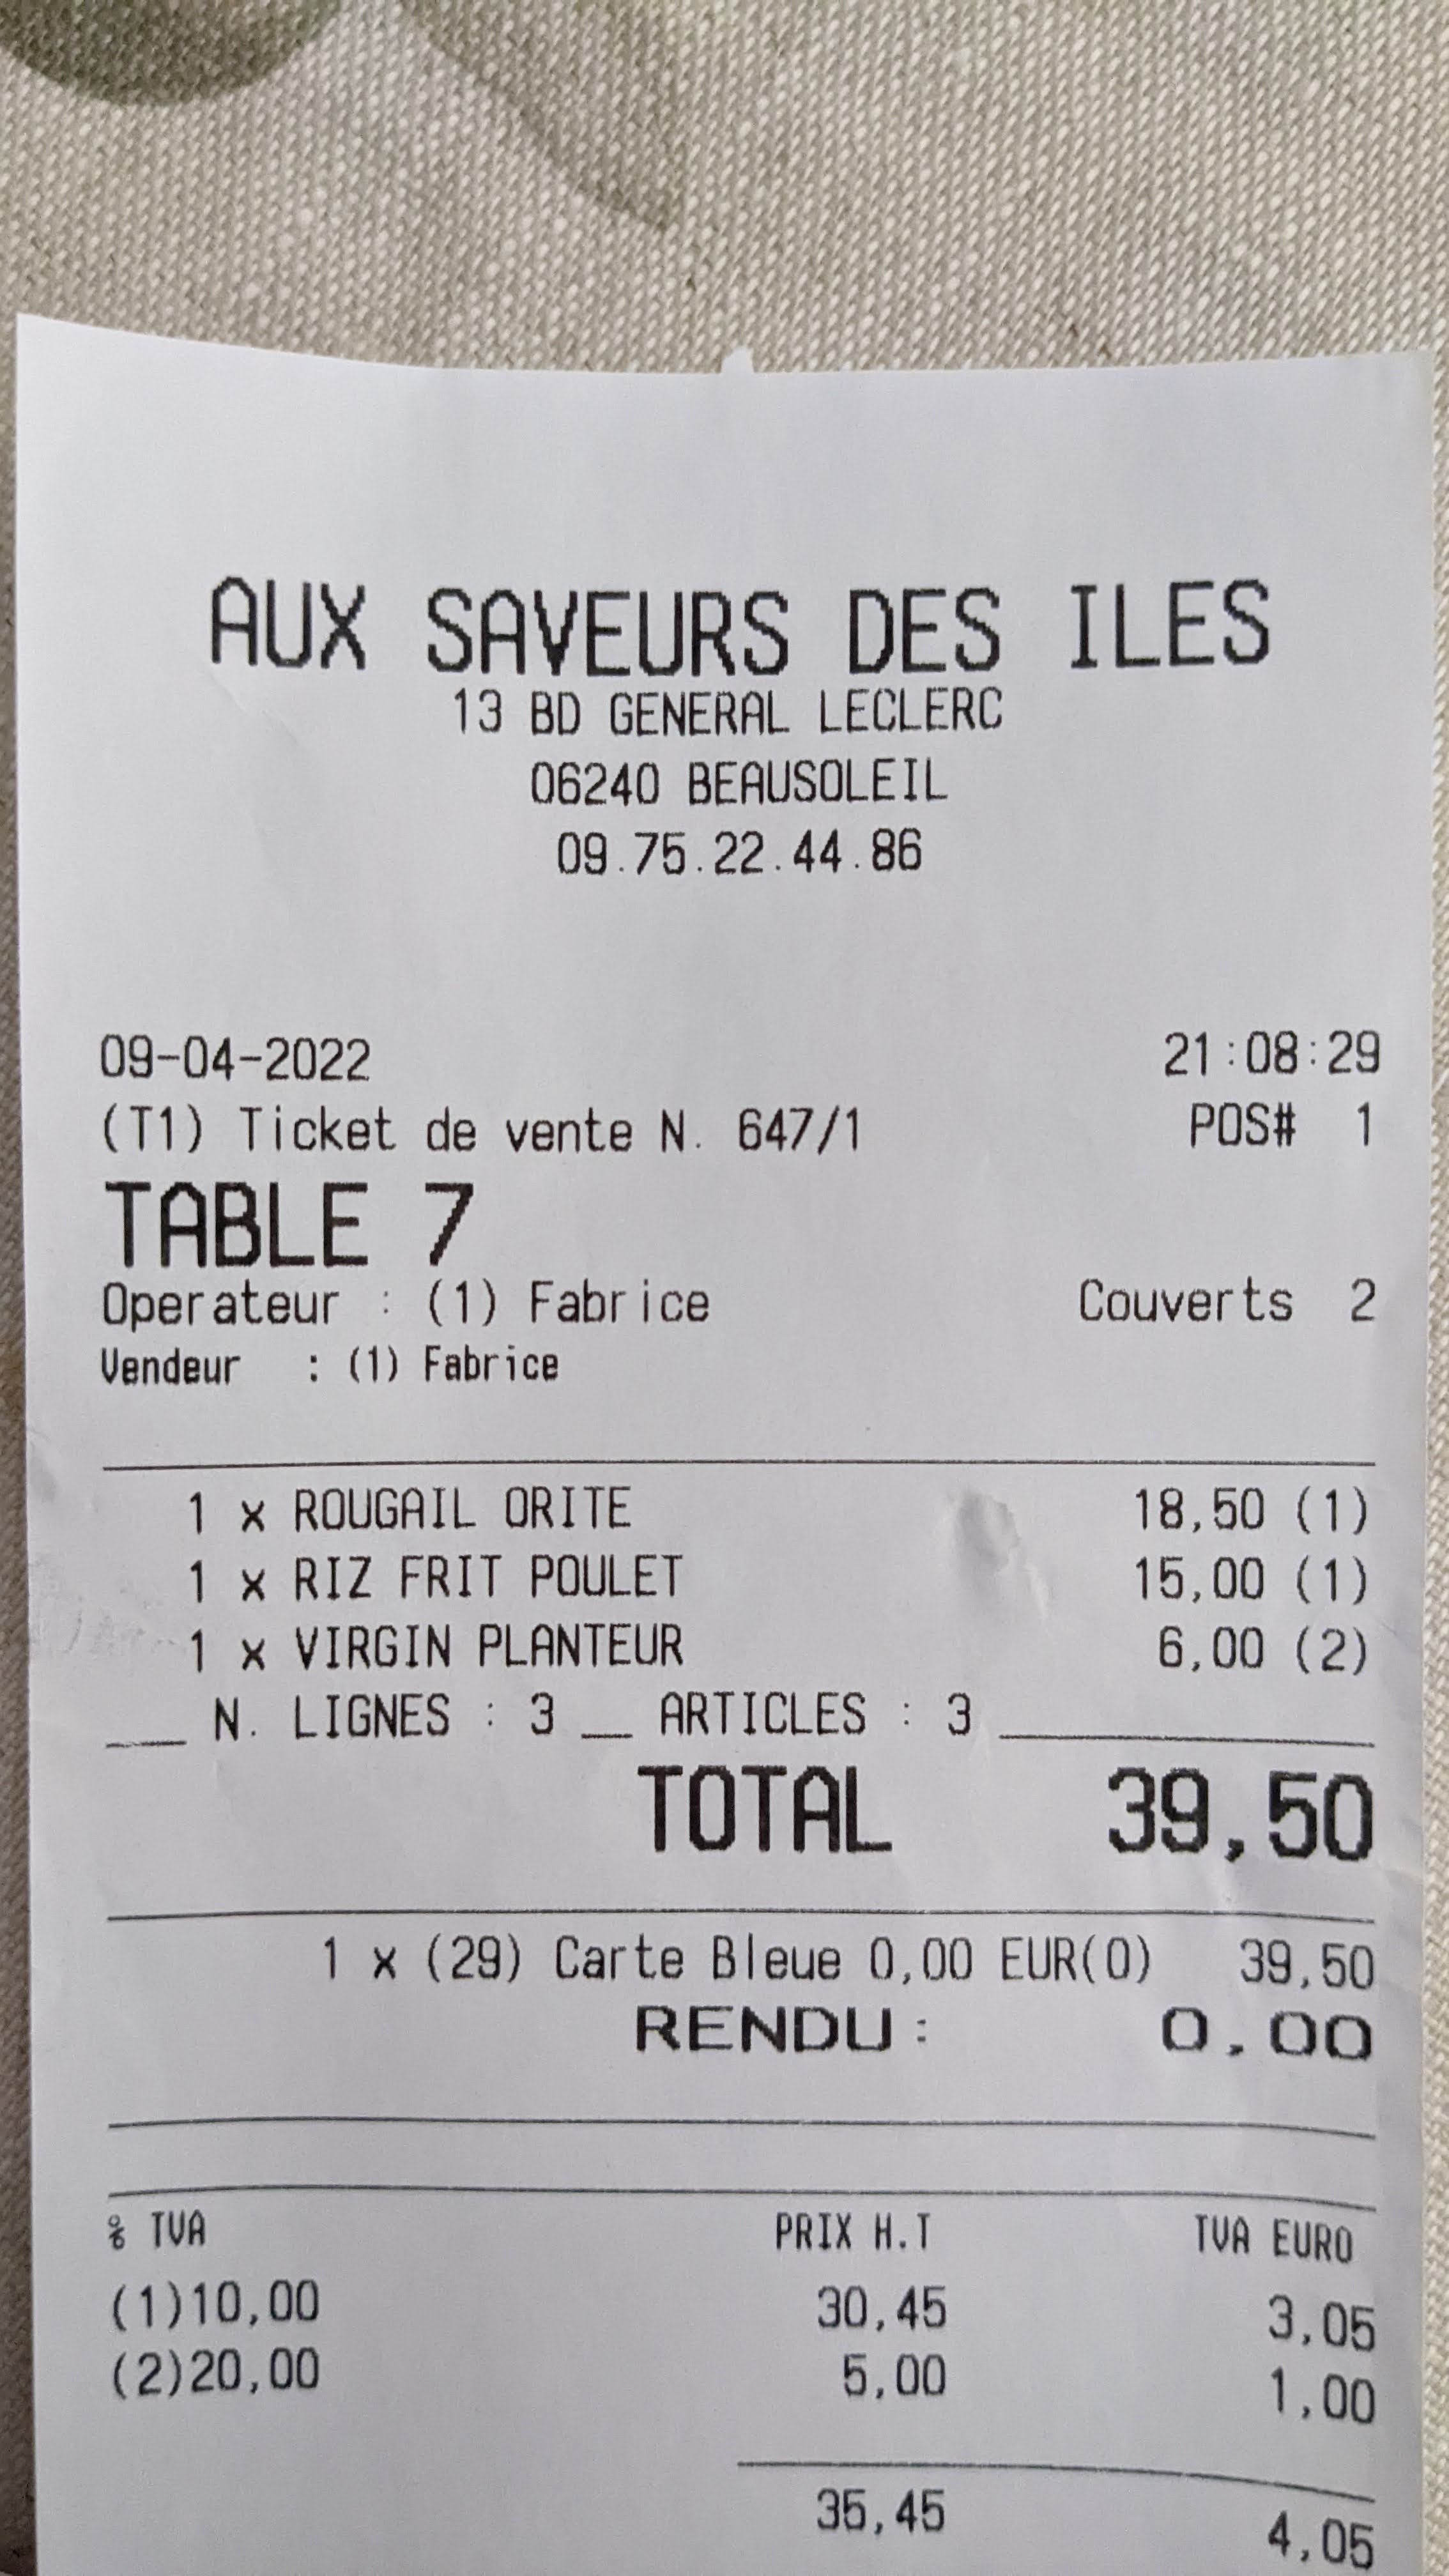 AUX SAVEURS DES ILES
13 BD GENERAL LECLERC
06240 BEAUSOLEIL
09.75.22.44.86
09-04-2022 21:08:29
(T1) Ticket de vente N. 647/1 POS# 1
TABLE 7
Operateur : (1) Fabrice Couverts 2
Vendeur : (1) Fabrice
1 x ROUGAIL ORITE 18,50 (1)
1 x RIZ FRIT POULET 15,00 (1)
1 x VIRGIN PLANTEUR 6,00 (2)
___ N. LIGNES : 3 __ ARTICLES : 3 ______________
TOTAL 39,50
1 x (29) Carte Bleue 0,00 EUR(0) 39,50
RENDU: 0.00
% TVA PRIX H.T TVA EURO
(1)10,00 30,45 3,05
(2)20,00 5,00 1,00
35,45 4,05